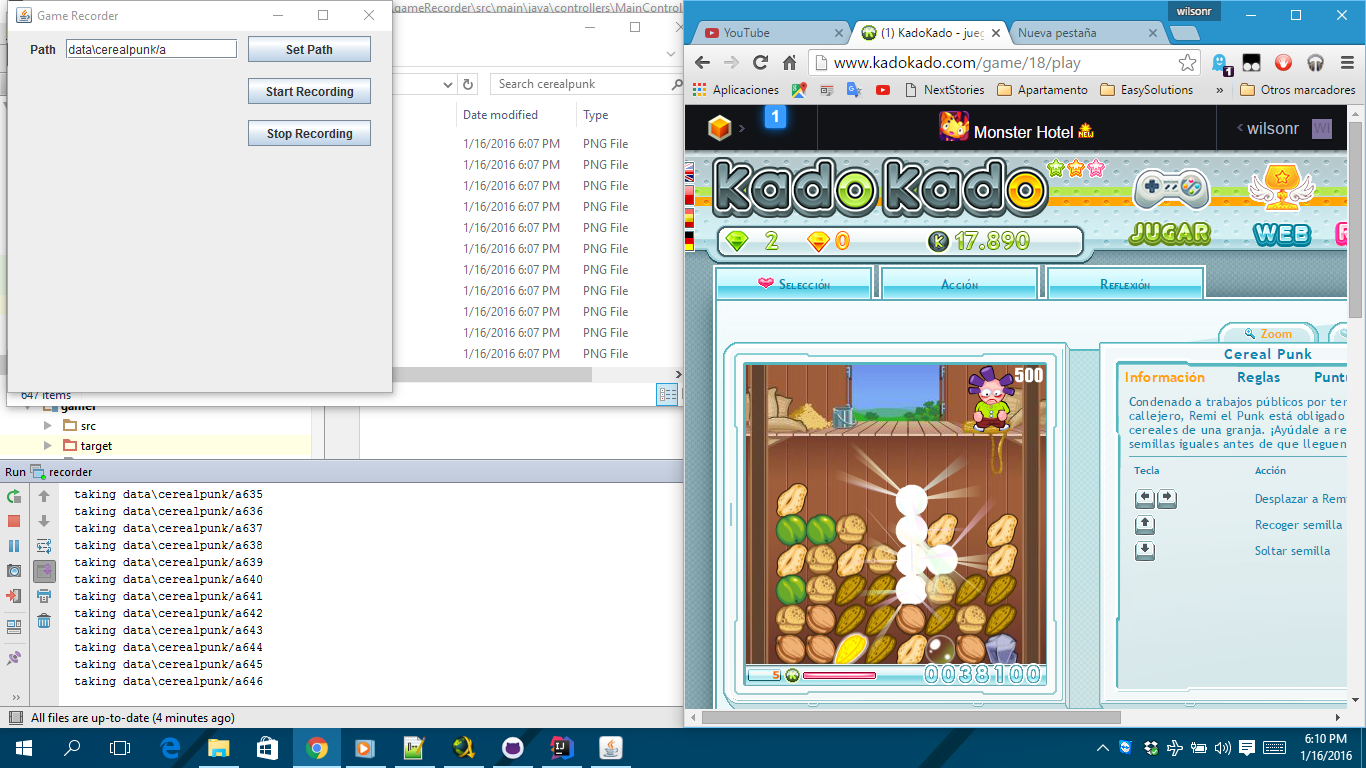 Game Recorder
Path data\cerealpunk/a Set Path
Start Recording
Stop Recording
gameRecorder\src\main\java\controllers\MainControl
Search cerealpunk
Date modified Type
1/16/2016 6:07 PM PNG File
1/16/2016 6:07 PM PNG File
1/16/2016 6:07 PM PNG File
1/16/2016 6:07 PM PNG File
1/16/2016 6:07 PM PNG File
1/16/2016 6:07 PM PNG File
1/16/2016 6:07 PM PNG File
1/16/2016 6:07 PM PNG File
1/16/2016 6:07 PM PNG File
1/16/2016 6:07 PM PNG File
1/16/2016 6:07 PM PNG File
647 items
gamer
src
target
Run recorder
taking data\cerealpunk/a635
taking data\cerealpunk/a636
taking data\cerealpunk/a637
taking data\cerealpunk/a638
taking data\cerealpunk/a639
taking data\cerealpunk/a640
taking data\cerealpunk/a641
taking data\cerealpunk/a642
taking data\cerealpunk/a643
taking data\cerealpunk/a644
taking data\cerealpunk/a645
taking data\cerealpunk/a646
All files are up-to-date (4 minutes ago)
wilsonr
YouTube KadoKado - jueg Nueva pestaña
www.kadokado.com/game/18/play
1
Aplicaciones NextStories Apartamento EasySolutions » Otros marcadores
1 Monster Hotel NEW wilsonr WI
KadoKado
2 0 K 17.890
JUGAR WEB
Selección Acción Reflexión
Zoom
Cereal Punk
Información Reglas Puntu
Condenado a trabajos públicos por ter
callejero, Remi el Punk está obligado
cereales de una granja. ¡Ayúdale a re
semillas iguales antes de que lleguen
Tecla Acción
Desplazar a Rem
Recoger semilla
Soltar semilla
500
5 0038100
6:10 PM
1/16/2016